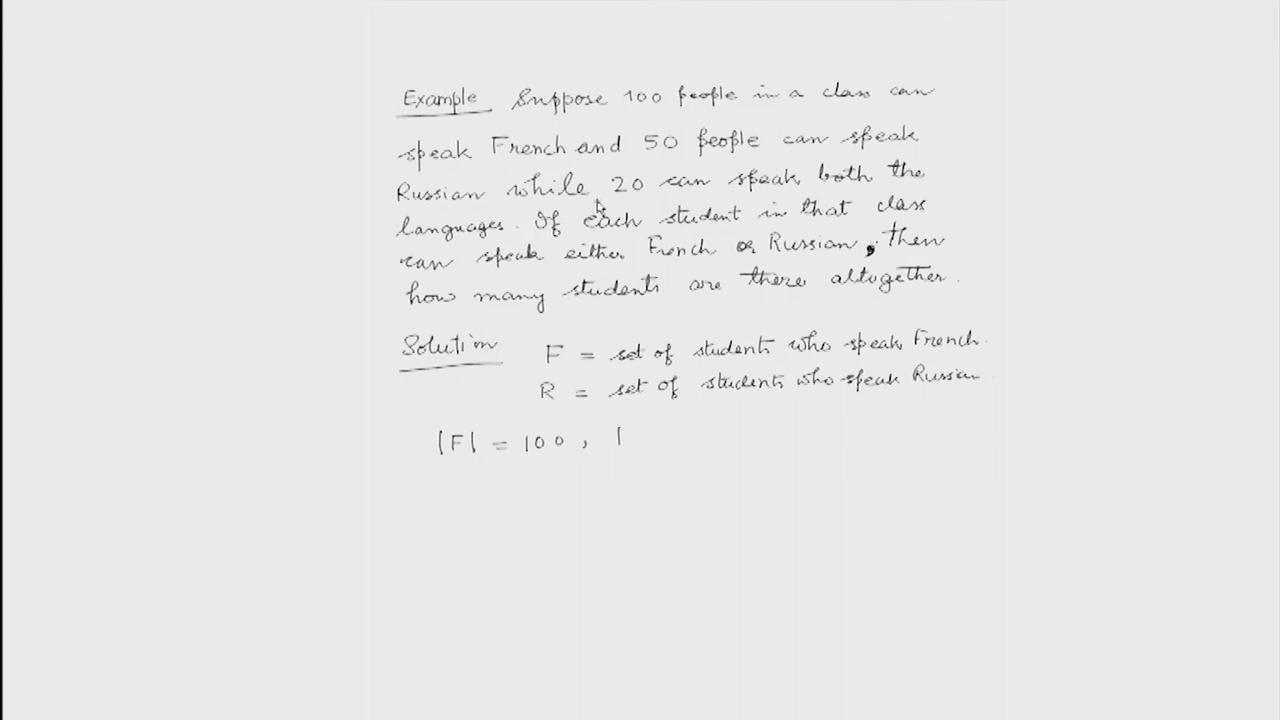 Example Suppose 100 people in a class can
speak French and 50 people can speak
Russian while 20 can speak both the
languages. If each student in that class
can speak either French or Russian, then
how many students are there altogether.
Solution F = set of students who speak French.
R = set of students who speak Russian
|F| = 100, |